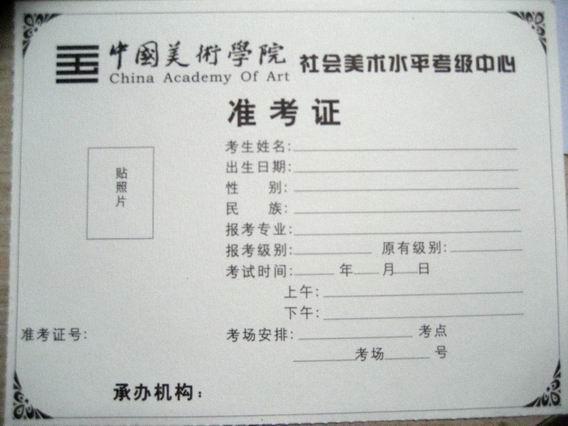 中國美術學院 社会美术水平考级中心
China Academy Of Art
准考证
考生姓名:
出生日期:
贴照片
性 别:
民 族:
报考专业:
报考级别: 原有级别:
考试时间: 年 月 日
上午:
下午:
准考证号: 考场安排: 考点
考场 号
承办机构: